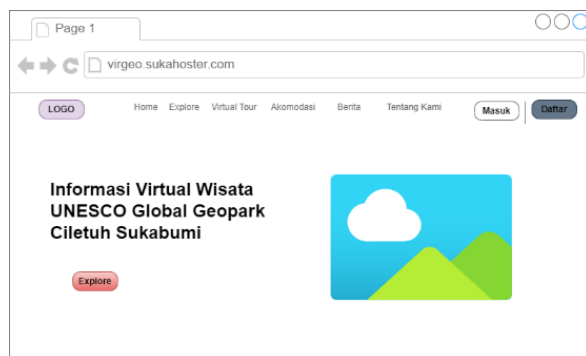 Page 1
virgeo.sukahoster.com
LOGO Home Explore Virtual Tour Akomodasi Berita Tentang Kami Masuk Daftar
Informasi Virtual Wisata
UNESCO Global Geopark
Ciletuh Sukabumi
Explore